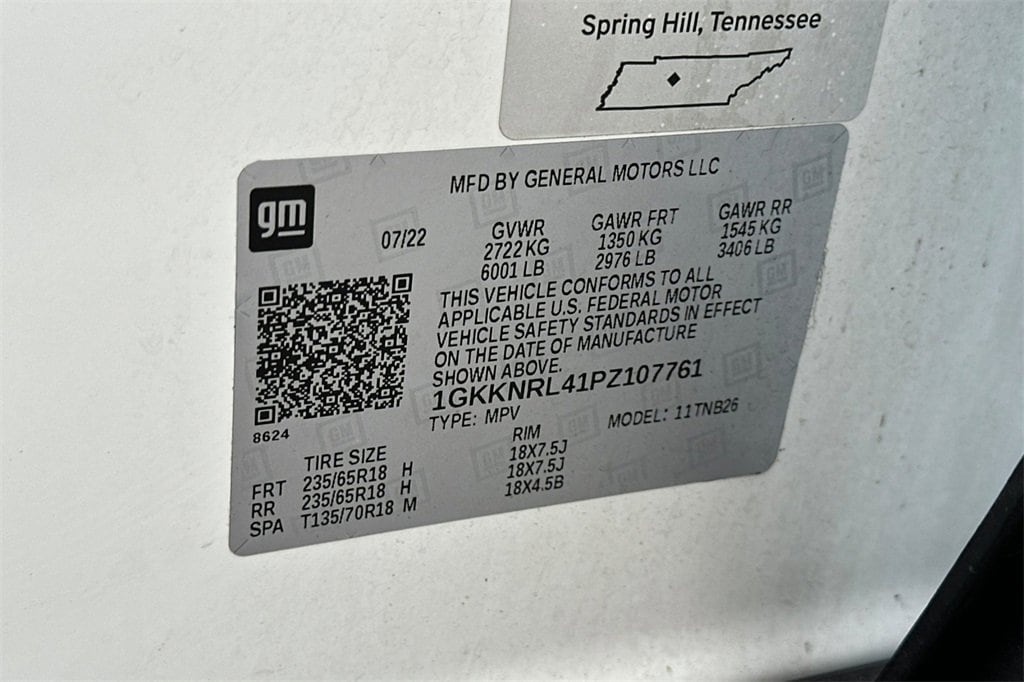 Spring Hill, Tennessee
MFD BY GENERAL MOTORS LLC
gm
07/22
GVWR GAWR FRT GAWR RR
2722 KG 1350 KG 1545 KG
6001 LB 2976 LB 3406 LB
THIS VEHICLE CONFORMS TO ALL
APPLICABLE U.S. FEDERAL MOTOR
VEHICLE SAFETY STANDARDS IN EFFECT
ON THE DATE OF MANUFACTURE
SHOWN ABOVE.
1GKKNRL41PZ107761
TYPE: MPV MODEL: 11TNB26
8624
TIRE SIZE RIM
FRT 235/65R18 H 18X7.5J
RR 235/65R18 H 18X7.5J
SPA T135/70R18 M 18X4.5B